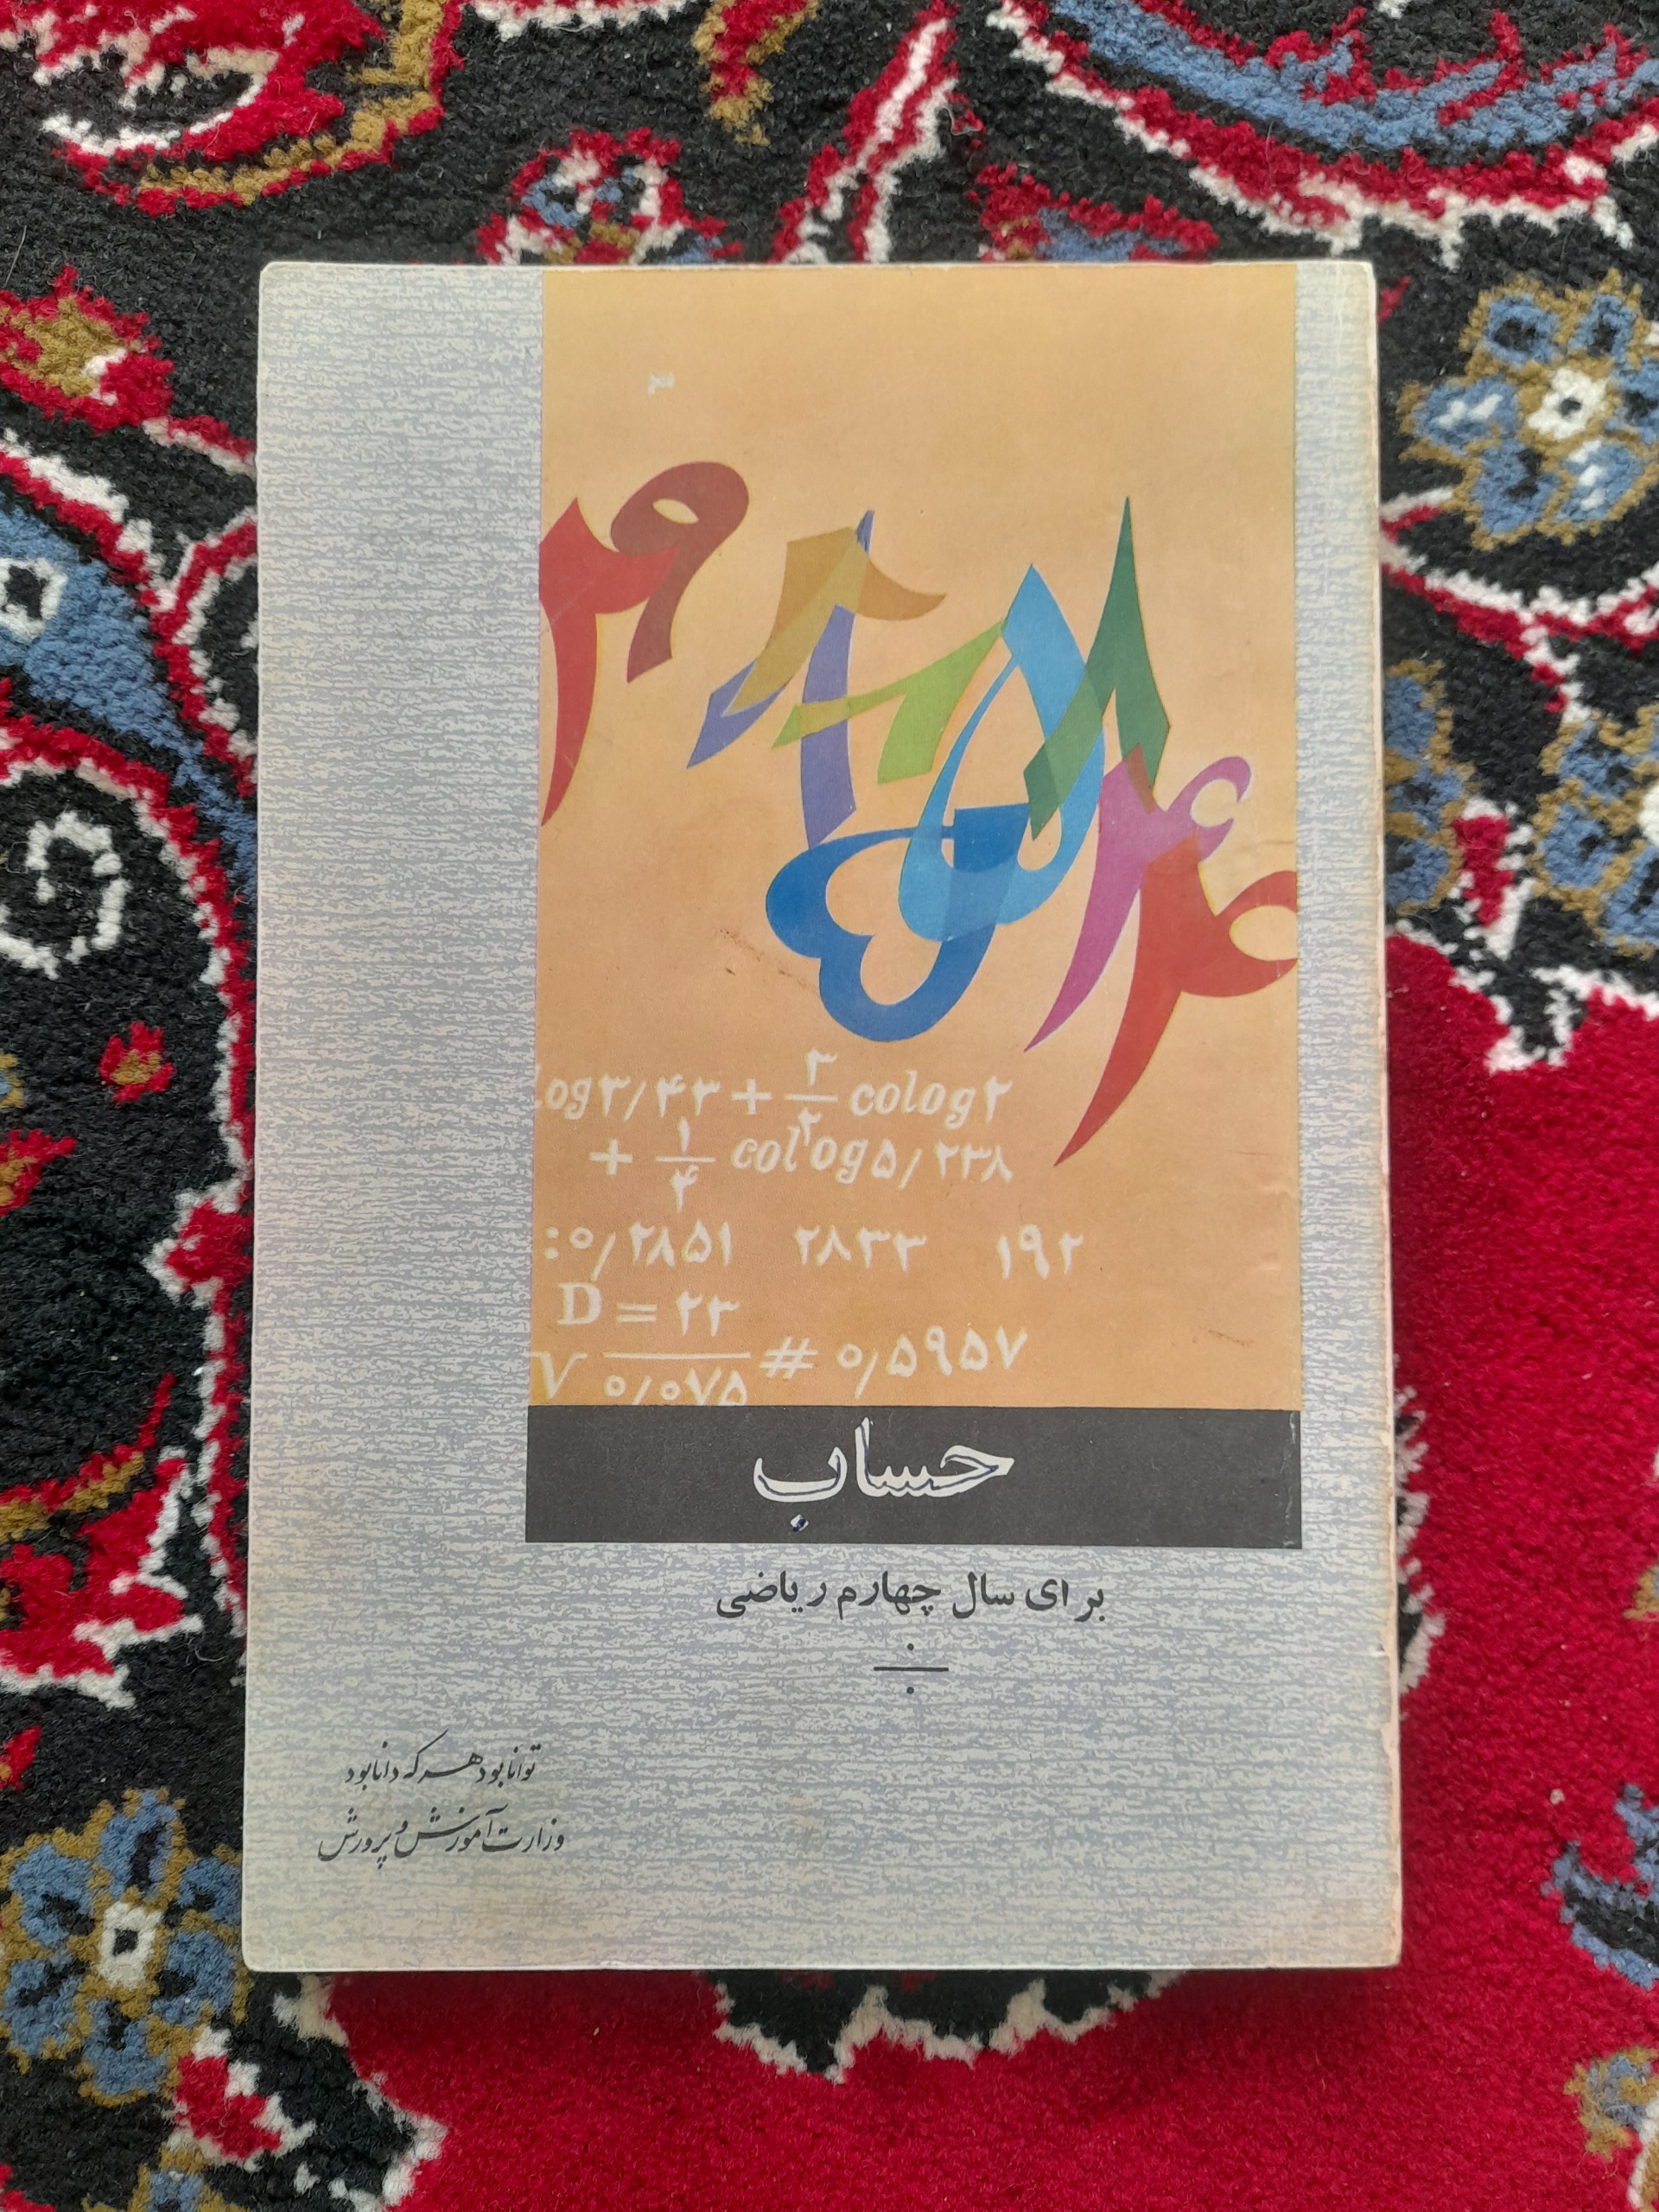 log۳/۴۳ + ۳/۲ colog۲
+ ۱/۴ colog۵/۲۳۸
:۰/۲۸۵۱ ۲۸۳۳ ۱۹۲
D = ۲۳
۰/۰۷۵ # ۰/۵۹۵۷
حساب
برای سال چهارم ریاضی
توانا بود هر که دانا بود
وزارت آموزش و پرورش